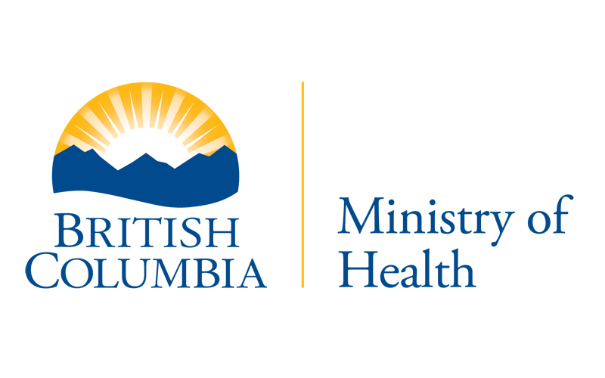 BRITISH
COLUMBIA
Ministry of
Health